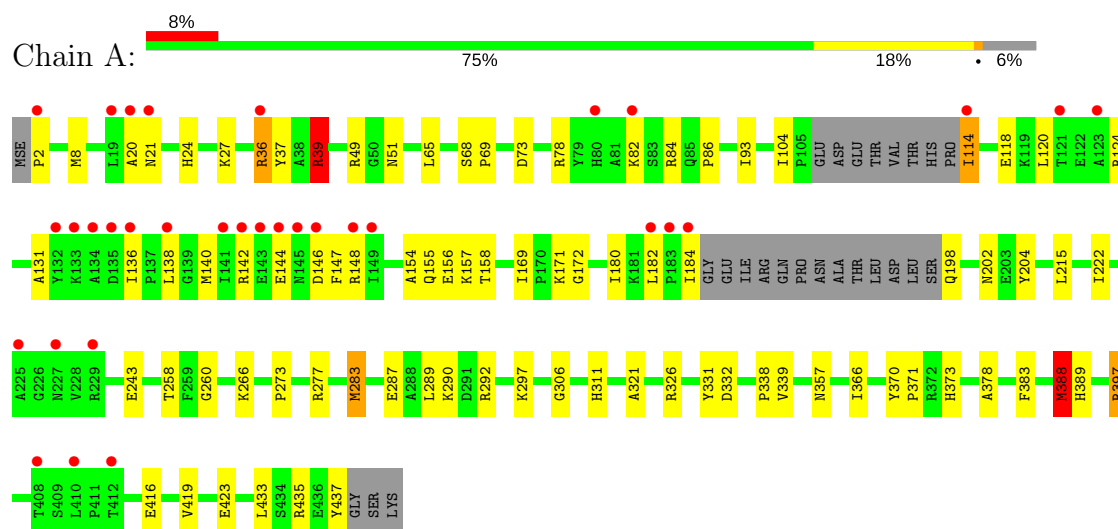 8%
Chain A:
75% 18% • 6%
MSE P2 M8 L19 A20 N21 H24 K27 R36 Y37 A38 R39 R49 G50 N51 L65 S68 P69 D73 R78 Y79 H80 A81 K82 S83 R84 Q85 P86 I93 I104 P105 GLU ASP GLU THR VAL THR HIS PRO I114 E118 K119 L120 T121 E122 A123 R124
A131 Y132 K133 A134 D135 I136 P137 L138 G139 M140 I141 R142 E143 E144 N145 D146 F147 R148 I149 A154 Q155 E156 K157 T158 I169 P170 K171 G172 I180 K181 L182 P183 I184 GLY GLU ILE ARG GLN PRO ASN ALA THR LEU ASP LEU SER Q198 N202 E203 Y204 L215 I222
A225 G226 N227 V228 R229 E243 T258 F259 G260 K266 P273 R277 M283 E287 A288 L289 K290 D291 R292 K297 G306 H311 A321 R326 Y331 D332 P338 V339 N357 I366 Y370 P371 R372 H373 A378 F383 M388 H389 R397
T408 S409 L410 P411 T412 E416 V419 E423 L433 S434 R435 E436 Y437 GLY SER LYS